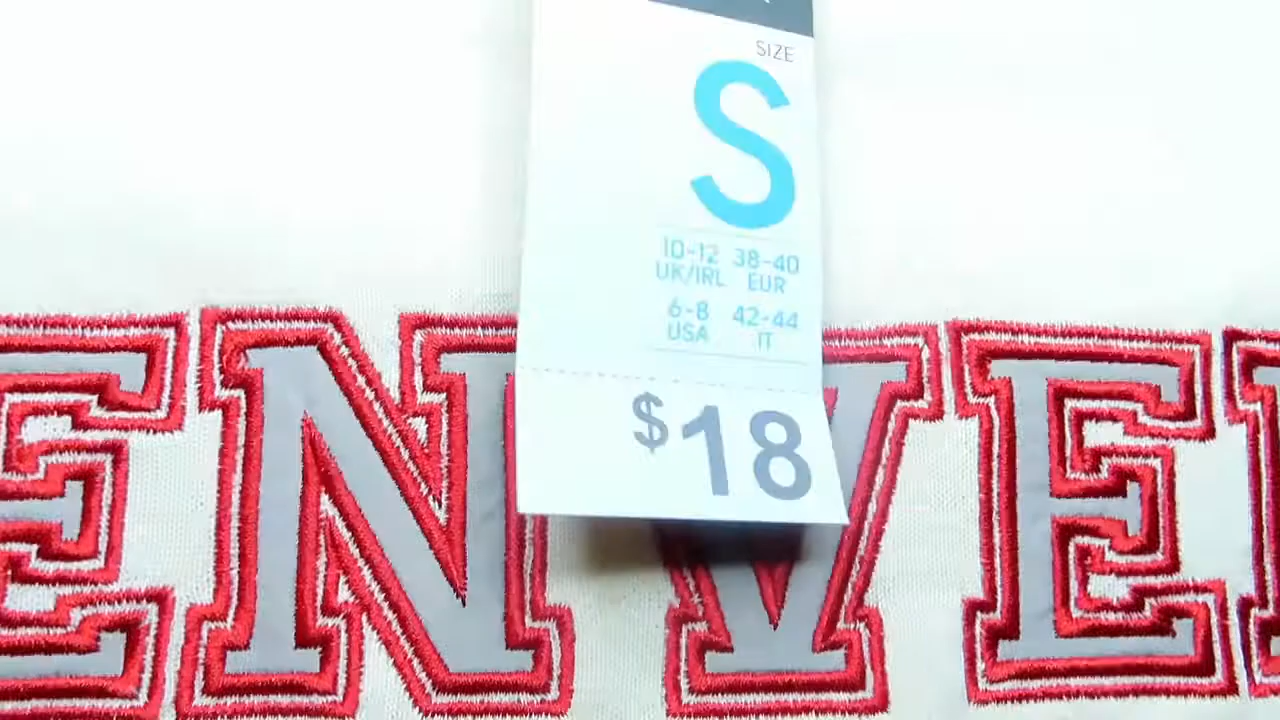 SIZE
S
10-12 38-40
UK/IRL EUR
6-8 42-44
USA IT
$18
ENVE